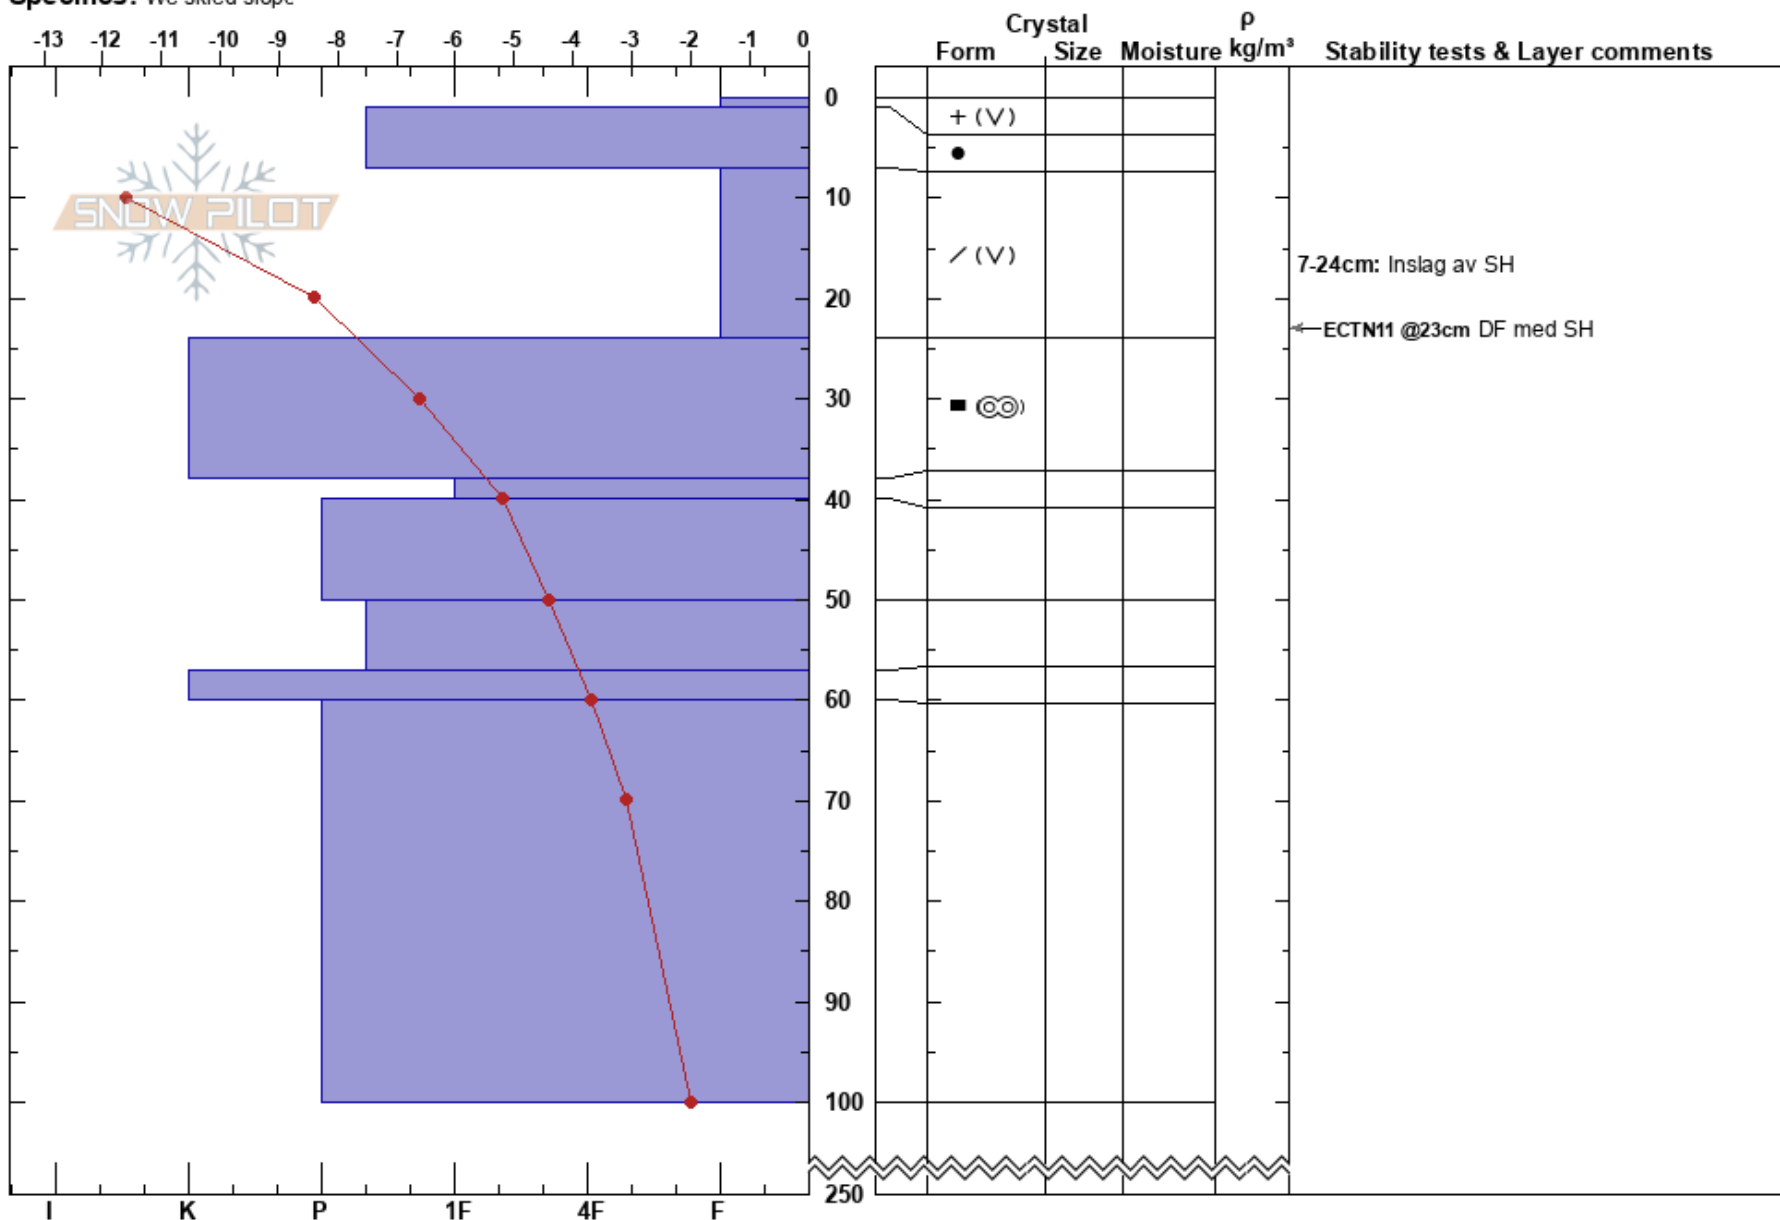 Specifics: We skied slope
-13 -12 -11 -10 -9 -8 -7 -6 -5 -4 -3 -2 -1 0
Crystal
Form Size Moisture ρ kg/m³ Stability tests & Layer comments
0
+ (V)
●
10
SNOW PILOT
/ (V)
7-24cm: Inslag av SH
20
ECTN11 @23cm DF med SH
30
40
50
60
70
80
90
100
250
I K P 1F 4F F